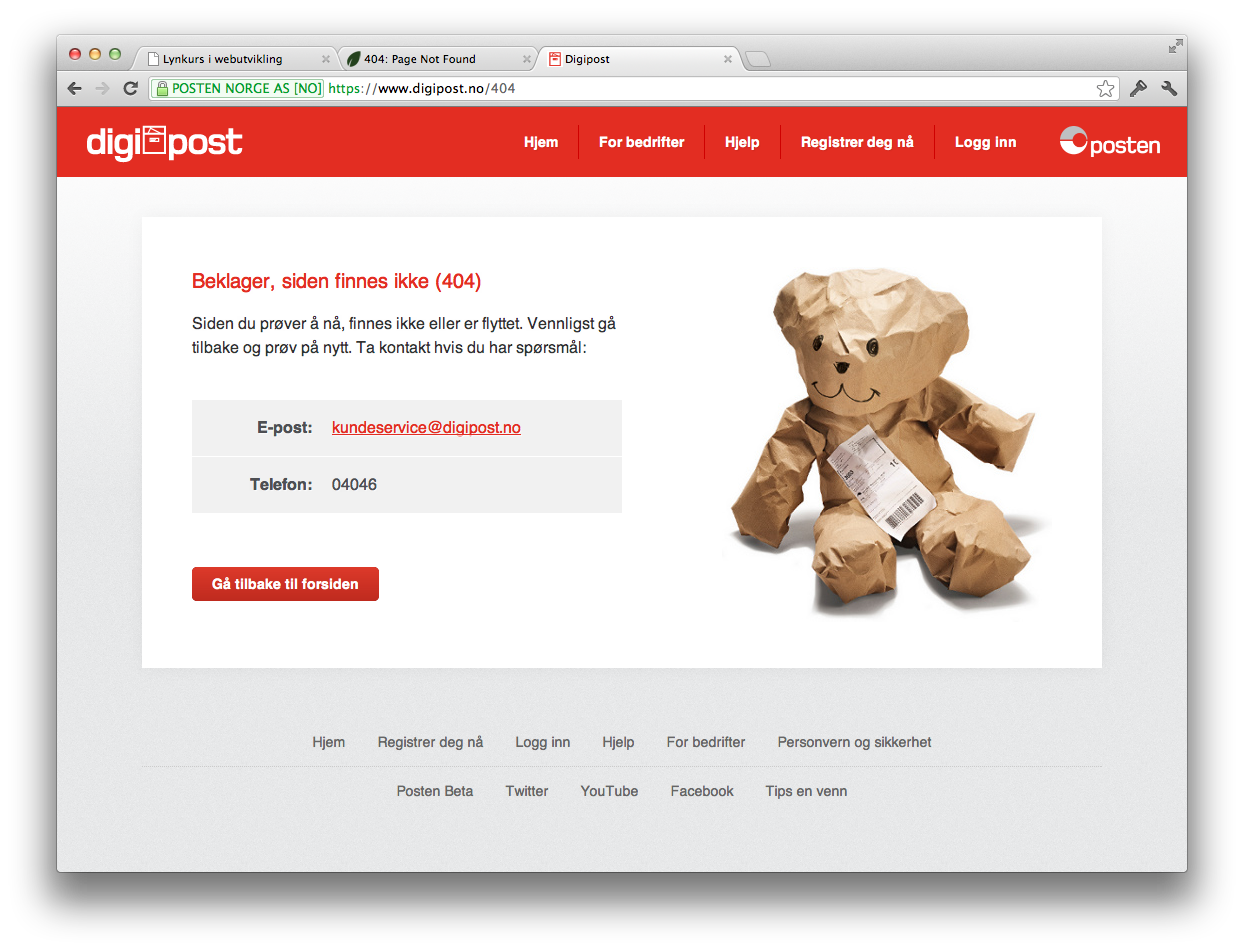 Lynkurs i webutvikling
404: Page Not Found
Digipost
POSTEN NORGE AS [NO] https://www.digipost.no/404
digipost
Hjem
For bedrifter
Hjelp
Registrer deg nå
Logg inn
posten
Beklager, siden finnes ikke (404)
Siden du prøver å nå, finnes ikke eller er flyttet. Vennligst gå
tilbake og prøv på nytt. Ta kontakt hvis du har spørsmål:
E-post: kundeservice@digipost.no
Telefon: 04046
Gå tilbake til forsiden
Hjem
Registrer deg nå
Logg inn
Hjelp
For bedrifter
Personvern og sikkerhet
Posten Beta
Twitter
YouTube
Facebook
Tips en venn